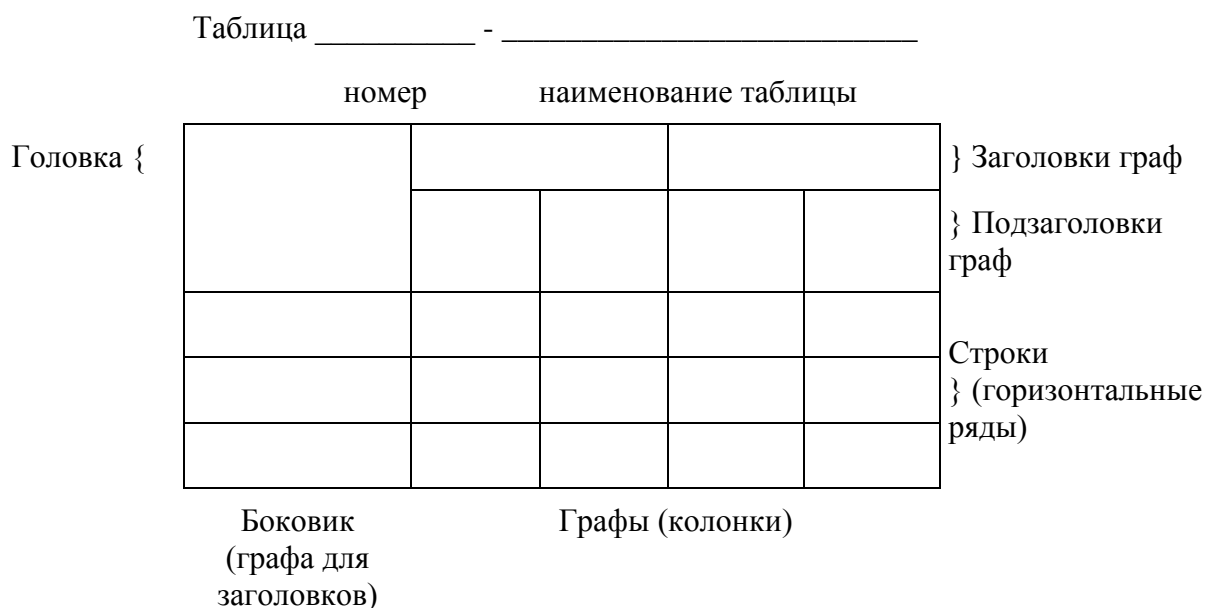 Таблица __________ - __________________________
номер наименование таблицы
Головка {
} Заголовки граф
} Подзаголовки
граф
Строки
} (горизонтальные
ряды)
Боковик
(графа для
заголовков)
Графы (колонки)